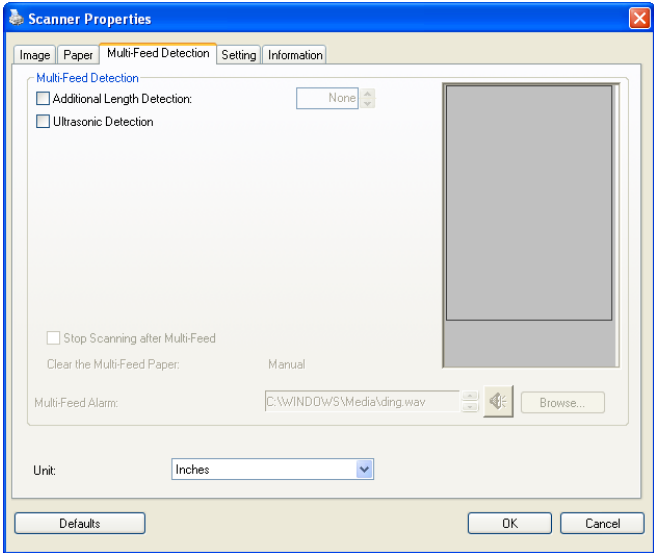 Scanner Properties
Image Paper Multi-Feed Detection Setting Information
Multi-Feed Detection
Additional Length Detection: None
Ultrasonic Detection
Stop Scanning after Multi-Feed
Clear the Multi-Feed Paper: Manual
Multi-Feed Alarm: C:\WINDOWS\Media\ding.wav Browse...
Unit: Inches
Defaults OK Cancel